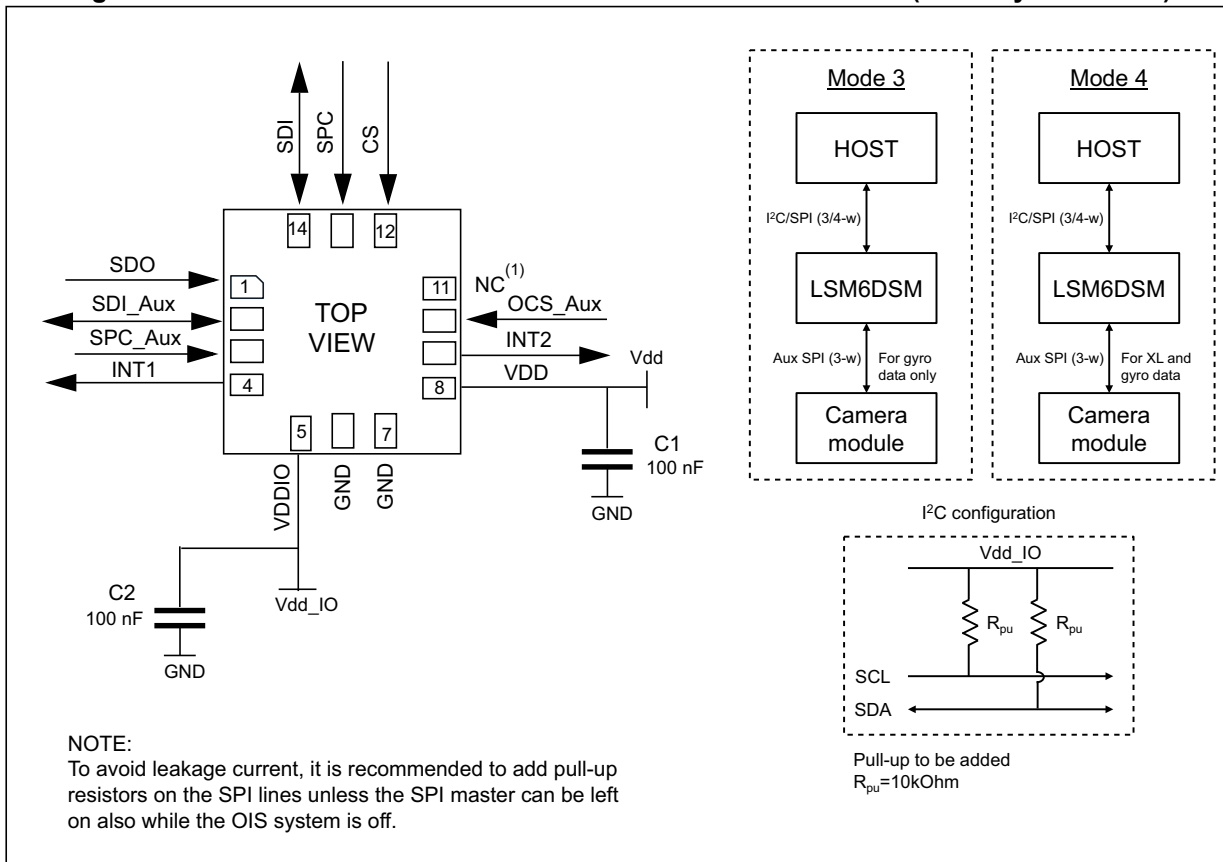 SDI
SPC
CS
14
12
SDO
1
SDI_Aux
SPC_Aux
INT1
4
TOP
VIEW
11
NC(1)
OCS_Aux
INT2
VDD
8
Vdd
5
7
VDDIO
GND
GND
C1
100 nF
GND
C2
100 nF
GND
Vdd_IO
NOTE:
To avoid leakage current, it is recommended to add pull-up
resistors on the SPI lines unless the SPI master can be left
on also while the OIS system is off.
Mode 3
HOST
I²C/SPI (3/4-w)
LSM6DSM
Aux SPI (3-w)
For gyro
data only
Camera
module
Mode 4
HOST
I²C/SPI (3/4-w)
LSM6DSM
Aux SPI (3-w)
For XL and
gyro data
Camera
module
I²C configuration
Vdd_IO
Rpu
Rpu
SCL
SDA
Pull-up to be added
Rpu=10kOhm